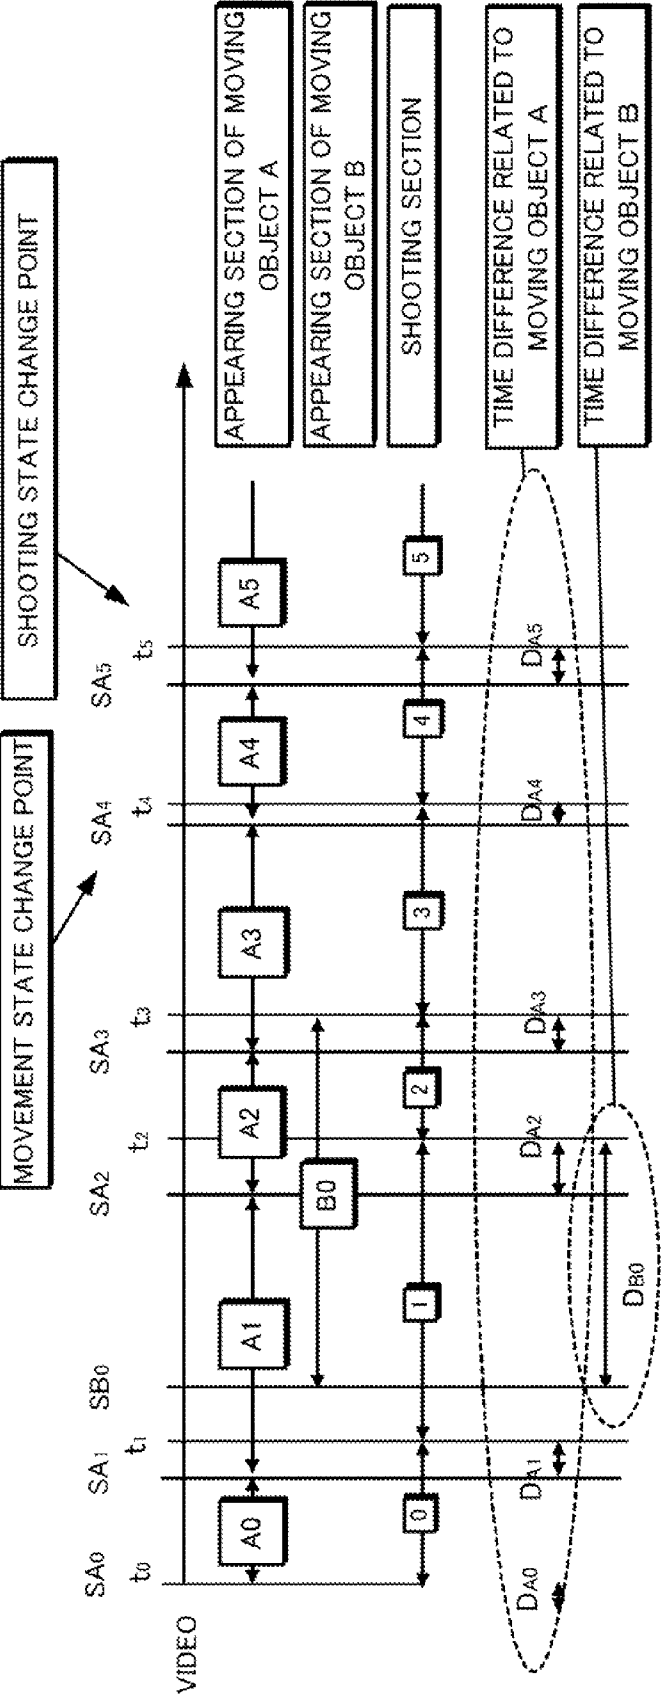 SHOOTING STATE CHANGE POINT
MOVEMENT STATE CHANGE POINT
SA0 SA1 SB0 SA2 SA3 SA4 SA5
t0 t1 t2 t3 t4 t5
VIDEO
A0 A1 A2 A3 A4 A5
APPEARING SECTION OF MOVING
OBJECT A
B0
APPEARING SECTION OF MOVING
OBJECT B
0 1 2 3 4 5
SHOOTING SECTION
DA0 DA1 DA2 DA3 DA4 DA5
TIME DIFFERENCE RELATED TO
MOVING OBJECT A
DB0
TIME DIFFERENCE RELATED TO
MOVING OBJECT B